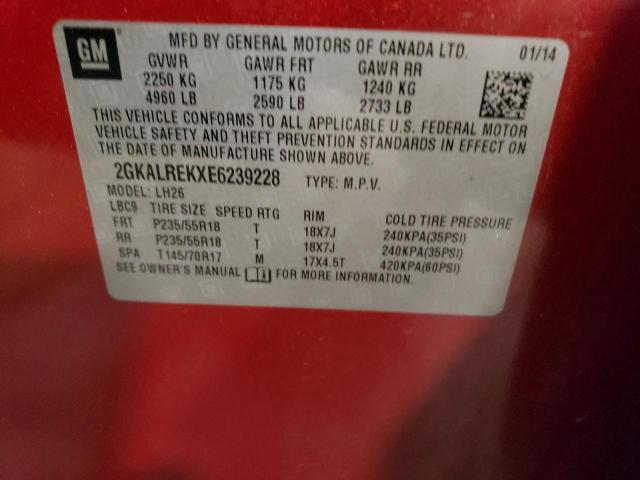 GM
MFD BY GENERAL MOTORS OF CANADA LTD. 01/14
GVWR GAWR FRT GAWR RR
2250 KG 1175 KG 1240 KG
4960 LB 2590 LB 2733 LB
THIS VEHICLE CONFORMS TO ALL APPLICABLE U.S. FEDERAL MOTOR
VEHICLE SAFETY AND THEFT PREVENTION STANDARDS IN EFFECT ON
THE DATE OF MANUFACTURE SHOWN ABOVE.
2GKALREKXE6239228 TYPE: M.P.V.
MODEL: LH26
LBC9 TIRE SIZE SPEED RTG RIM COLD TIRE PRESSURE
FRT P235/55R18 T 18X7J 240KPA(35PSI)
RR P235/55R18 T 18X7J 240KPA(35PSI)
SPA T145/70R17 M 17X4.5T 420KPA(60PSI)
SEE OWNER'S MANUAL FOR MORE INFORMATION.